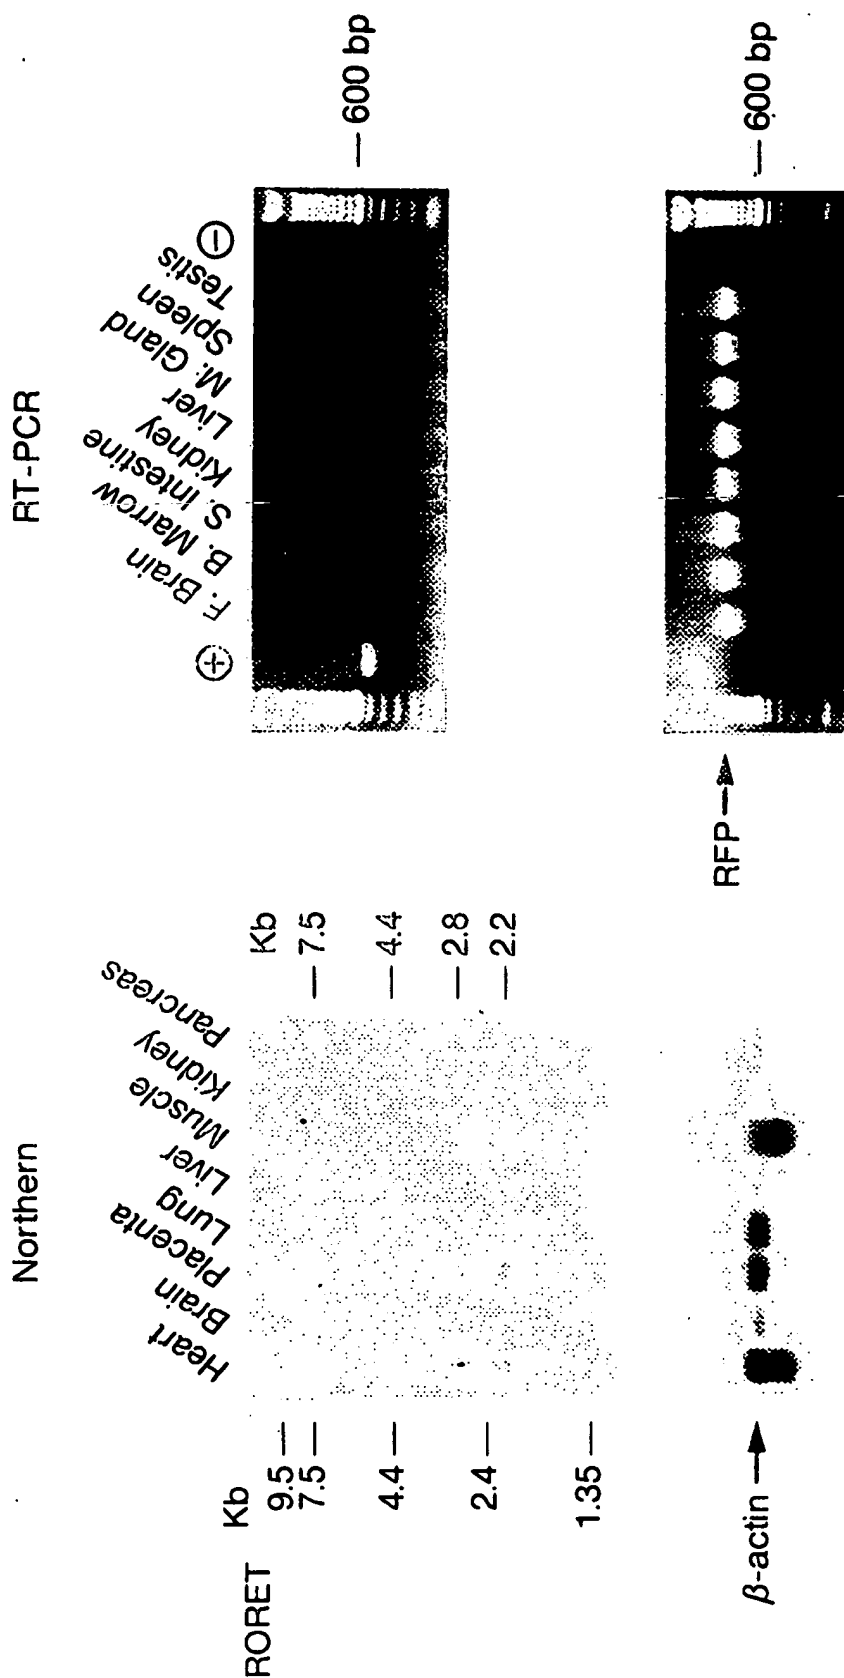 Northern
Heart
Brain
Placenta
Lung
Liver
Muscle
Kidney
Pancreas
RORET
Kb
9.5
7.5
4.4
2.4
1.35
Kb
7.5
4.4
2.8
2.2
β-actin
RT-PCR
+
F. Brain
B. Marrow
S. Intestine
Kidney
Liver
M. Gland
Spleen
Testis
−
600 bp
RFP
600 bp